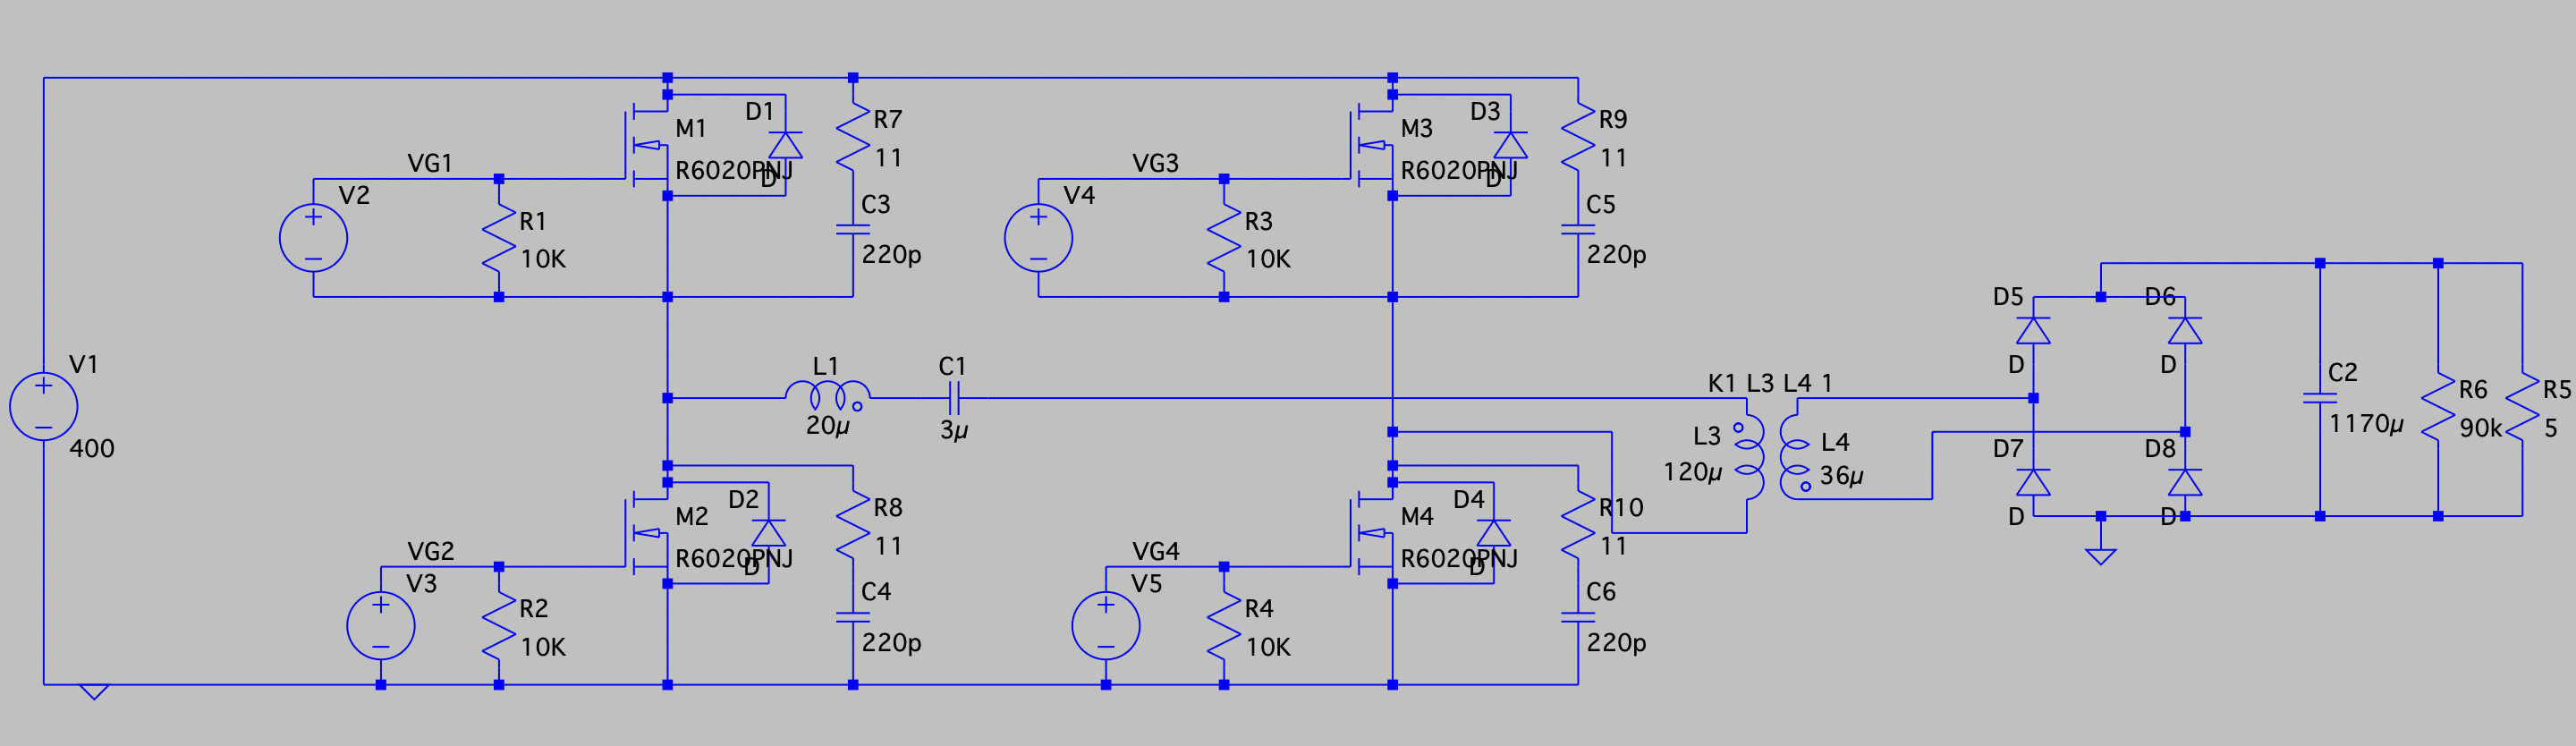 V1
400
V2
VG1
R1
10K
M1
R6020PNJ
D1
D
R7
11
C3
220p
V4
VG3
R3
10K
M3
R6020PNJ
D3
D
R9
11
C5
220p
L1
20µ
C1
3µ
V3
VG2
R2
10K
M2
R6020PNJ
D2
D
R8
11
C4
220p
VG4
V5
R4
10K
M4
R6020PNJ
D4
D
R10
11
C6
220p
K1 L3 L4 1
L3
120µ
L4
36µ
D5
D
D6
D
D7
D
D8
D
C2
1170µ
R6
90k
R5
5